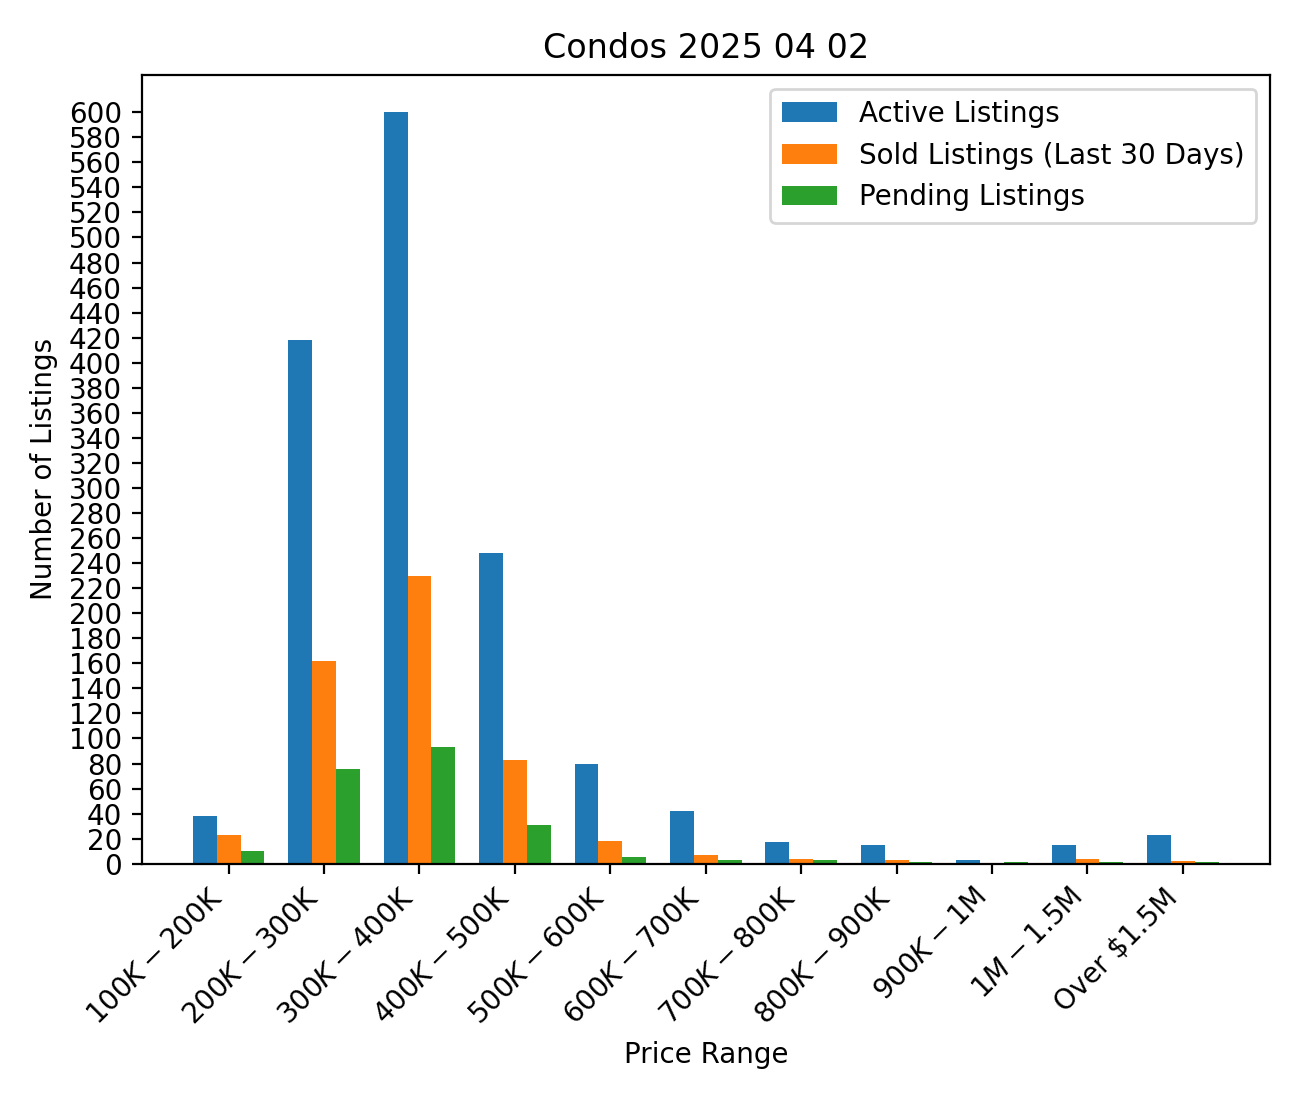 Condos 2025 04 02
Active Listings
Sold Listings (Last 30 Days)
Pending Listings
Number of Listings
600
580
560
540
520
500
480
460
440
420
400
380
360
340
320
300
280
260
240
220
200
180
160
140
120
100
80
60
40
20
0
100K − 200K
200K − 300K
300K − 400K
400K − 500K
500K − 600K
600K − 700K
700K − 800K
800K − 900K
900K − 1M
1M − 1.5M
Over $1.5M
Price Range